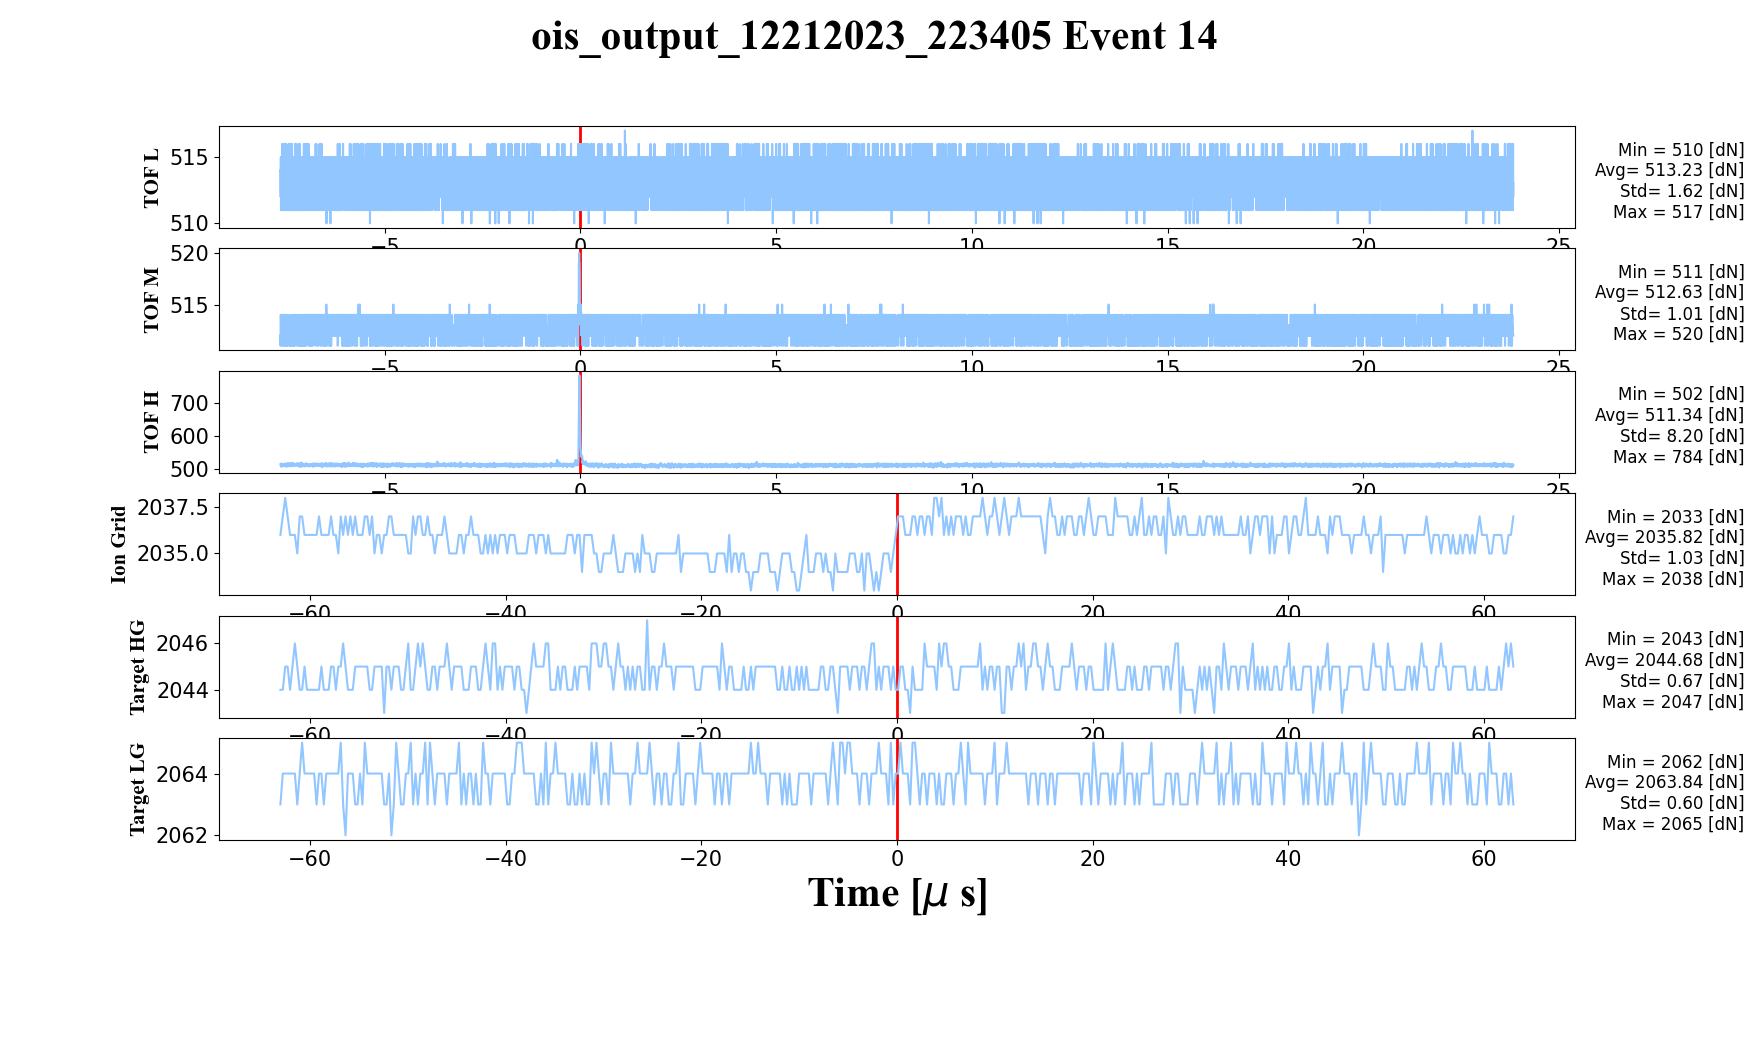 ois_output_12212023_223405 Event 14
TOF L
515
510
Min = 510 [dN]
Avg= 513.23 [dN]
Std= 1.62 [dN]
Max = 517 [dN]
−5 0 5 10 15 20 25
TOF M
520
515
Min = 511 [dN]
Avg= 512.63 [dN]
Std= 1.01 [dN]
Max = 520 [dN]
−5 0 5 10 15 20 25
TOF H
700
600
500
Min = 502 [dN]
Avg= 511.34 [dN]
Std= 8.20 [dN]
Max = 784 [dN]
−5 0 5 10 15 20 25
Ion Grid
2037.5
2035.0
Min = 2033 [dN]
Avg= 2035.82 [dN]
Std= 1.03 [dN]
Max = 2038 [dN]
−60 −40 −20 0 20 40 60
Target HG
2046
2044
Min = 2043 [dN]
Avg= 2044.68 [dN]
Std= 0.67 [dN]
Max = 2047 [dN]
−60 −40 −20 0 20 40 60
Target LG
2064
2062
Min = 2062 [dN]
Avg= 2063.84 [dN]
Std= 0.60 [dN]
Max = 2065 [dN]
−60 −40 −20 0 20 40 60
Time [μ s]